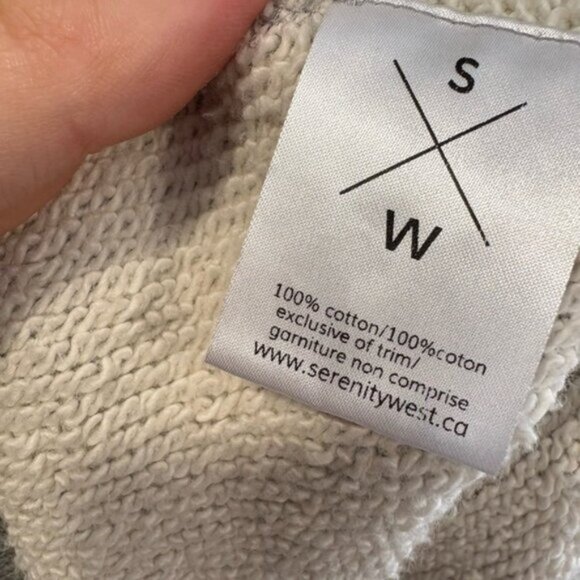 S
W
100% cotton/100%coton
exclusive of trim/
garniture non comprise
www.serenitywest.ca